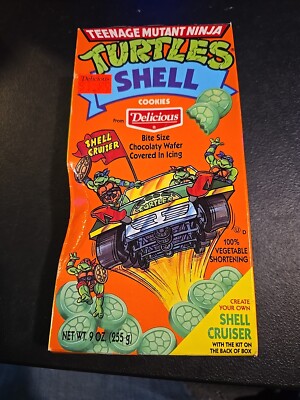 TEENAGE MUTANT NINJA
TURTLES
Delicious
SHELL
COOKIES
from Delicious
Bite Size
Chocolaty Wafer
Covered In Icing
SHELL
CRUISER
TURTLES
100%
VEGETABLE
SHORTENING
CREATE
YOUR OWN
SHELL
CRUISER
WITH THE KIT ON
THE BACK OF BOX
NET WT. 9 OZ. (255 g)